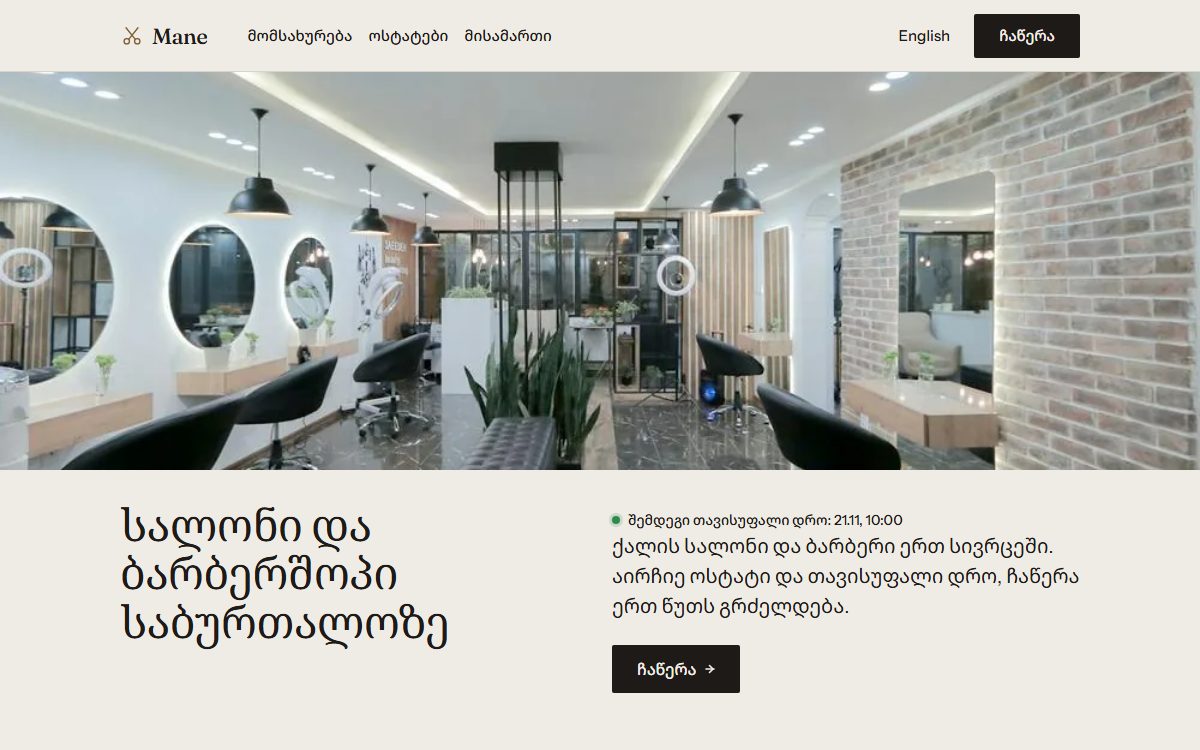 Mane
მომსახურება
ოსტატები
მისამართი
English
ჩაწერა
სალონი და
ბარბერშოპი
საბურთალოზე
შემდეგი თავისუფალი დრო: 21.11, 10:00
ქალის სალონი და ბარბერი ერთ სივრცეში.
აირჩიე ოსტატი და თავისუფალი დრო, ჩაწერა
ერთ წუთს გრძელდება.
ჩაწერა →